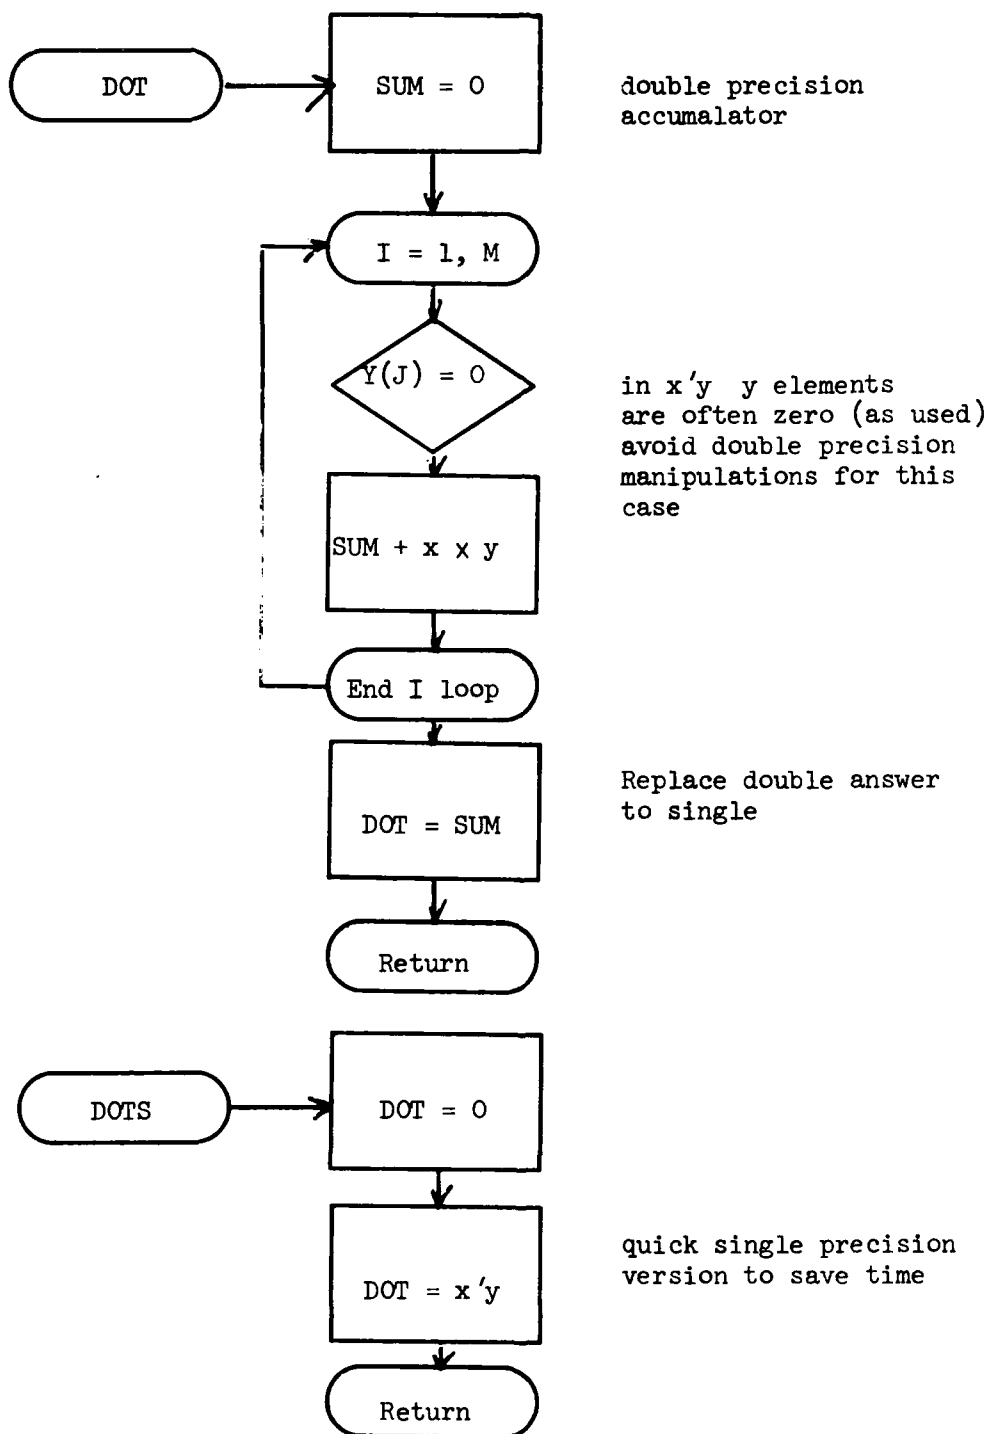 DOT
SUM = 0
double precision
accumalator
I = 1, M
Y(J) = 0
in x'y y elements
are often zero (as used)
avoid double precision
manipulations for this
case
SUM + x x y
End I loop
DOT = SUM
Replace double answer
to single
Return
DOTS
DOT = 0
DOT = x'y
quick single precision
version to save time
Return